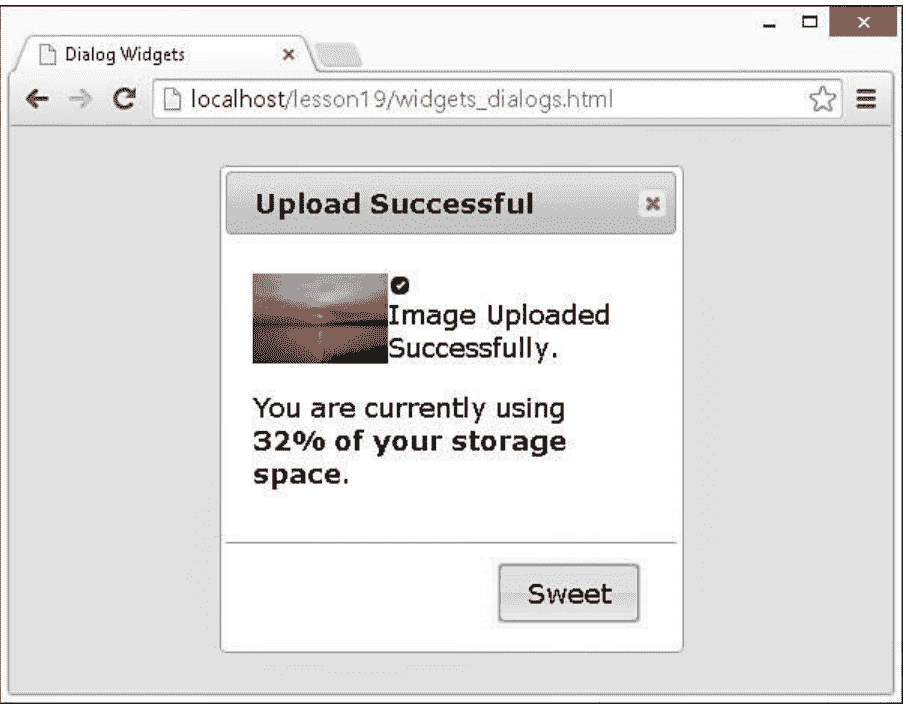 Dialog Widgets
localhost/lesson19/widgets_dialogs.html
Upload Successful
Image Uploaded
Successfully.
You are currently using
32% of your storage
space.
Sweet